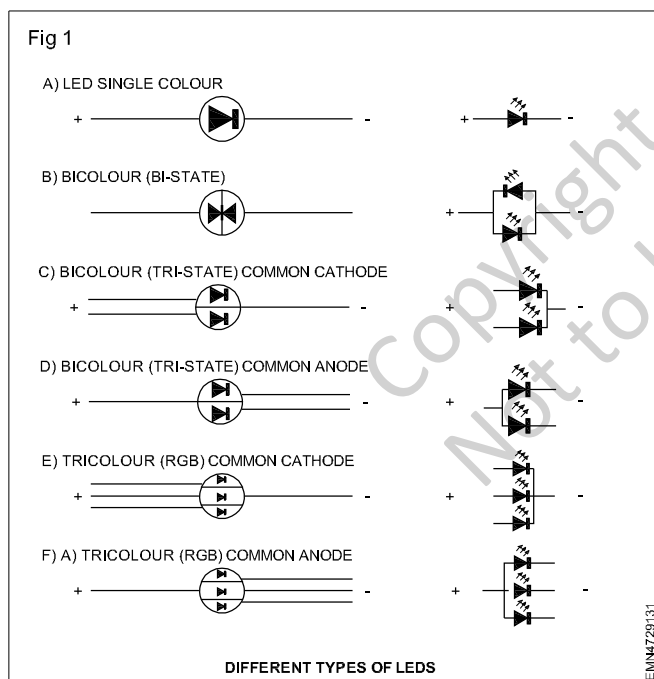 Fig 1
A) LED SINGLE COLOUR
+ - + -
B) BICOLOUR (BI-STATE)
+ -
C) BICOLOUR (TRI-STATE) COMMON CATHODE
+ - + -
D) BICOLOUR (TRI-STATE) COMMON ANODE
+ - + -
E) TRICOLOUR (RGB) COMMON CATHODE
+ - + -
F) A) TRICOLOUR (RGB) COMMON ANODE
+ - + -
DIFFERENT TYPES OF LEDS
EMN4729131
Copyright
Not to